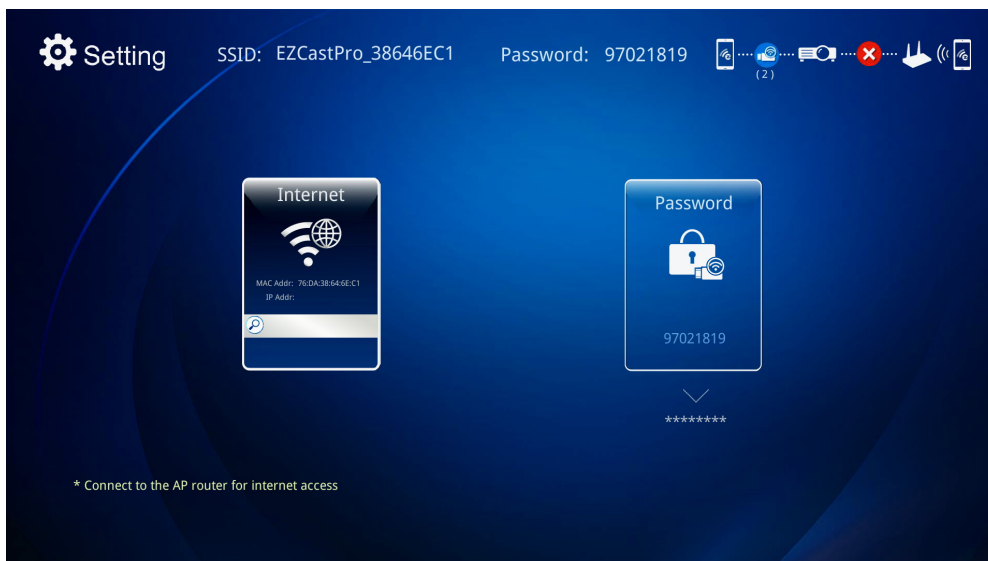 Setting
SSID: EZCastPro_38646EC1
Password: 97021819
(2)
Internet
MAC Addr: 76:DA:38:64:6E:C1
IP Addr:
Password
97021819
********
* Connect to the AP router for internet access